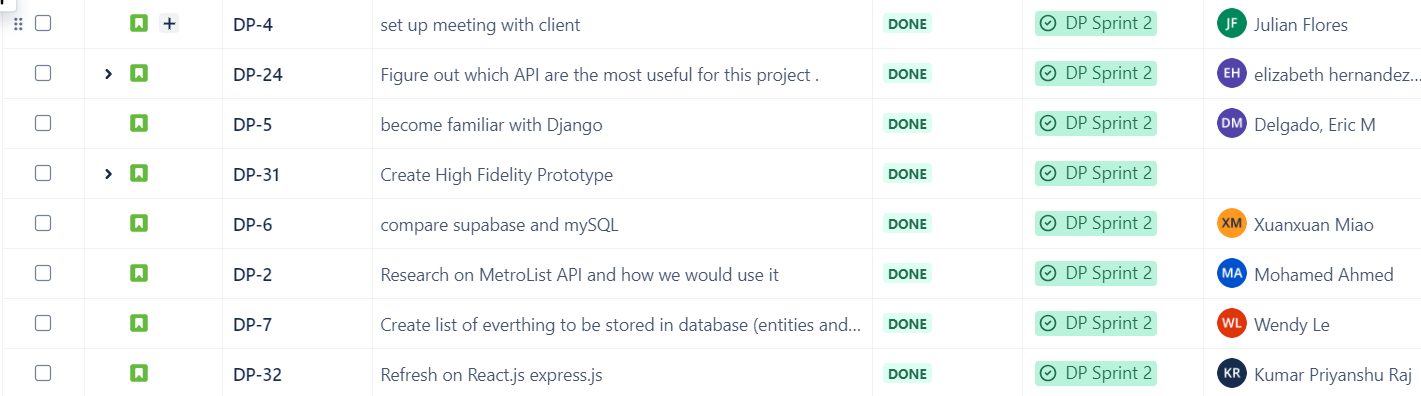 DP-4 set up meeting with client DONE DP Sprint 2 JF Julian Flores
DP-24 Figure out which API are the most useful for this project . DONE DP Sprint 2 EH elizabeth hernandez...
DP-5 become familiar with Django DONE DP Sprint 2 DM Delgado, Eric M
DP-31 Create High Fidelity Prototype DONE DP Sprint 2
DP-6 compare supabase and mySQL DONE DP Sprint 2 XM Xuanxuan Miao
DP-2 Research on MetroList API and how we would use it DONE DP Sprint 2 MA Mohamed Ahmed
DP-7 Create list of everthing to be stored in database (entities and... DONE DP Sprint 2 WL Wendy Le
DP-32 Refresh on React.js express.js DONE DP Sprint 2 KR Kumar Priyanshu Raj